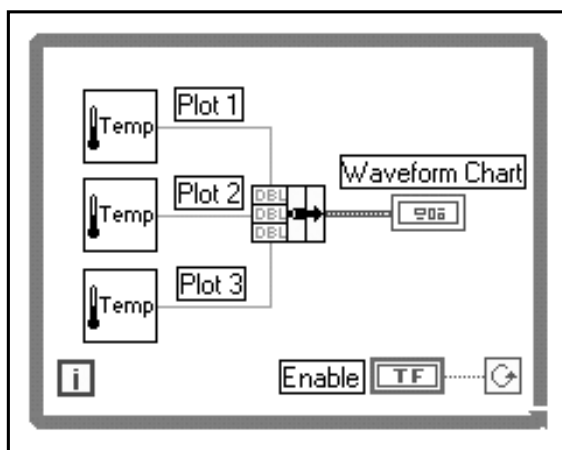 Plot 1
Temp
Plot 2
Temp
Plot 3
Temp
DBL
DBL
DBL
Waveform Chart
i
Enable
TF